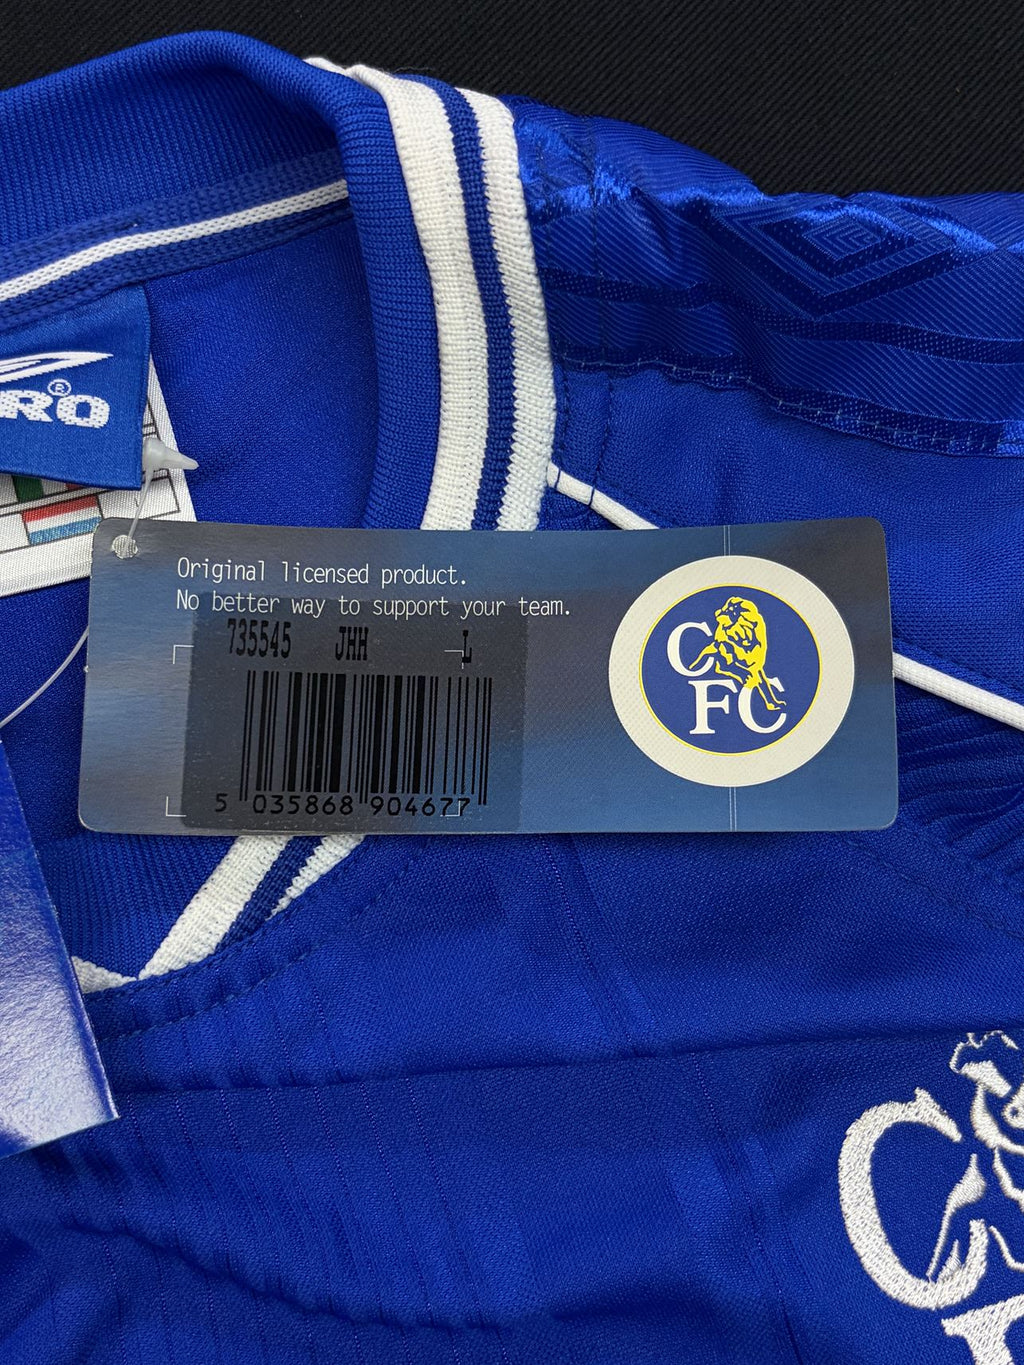 RO®
Original licensed product.
No better way to support your team.
735545 JHH L
5 035868 904677
CFC
C